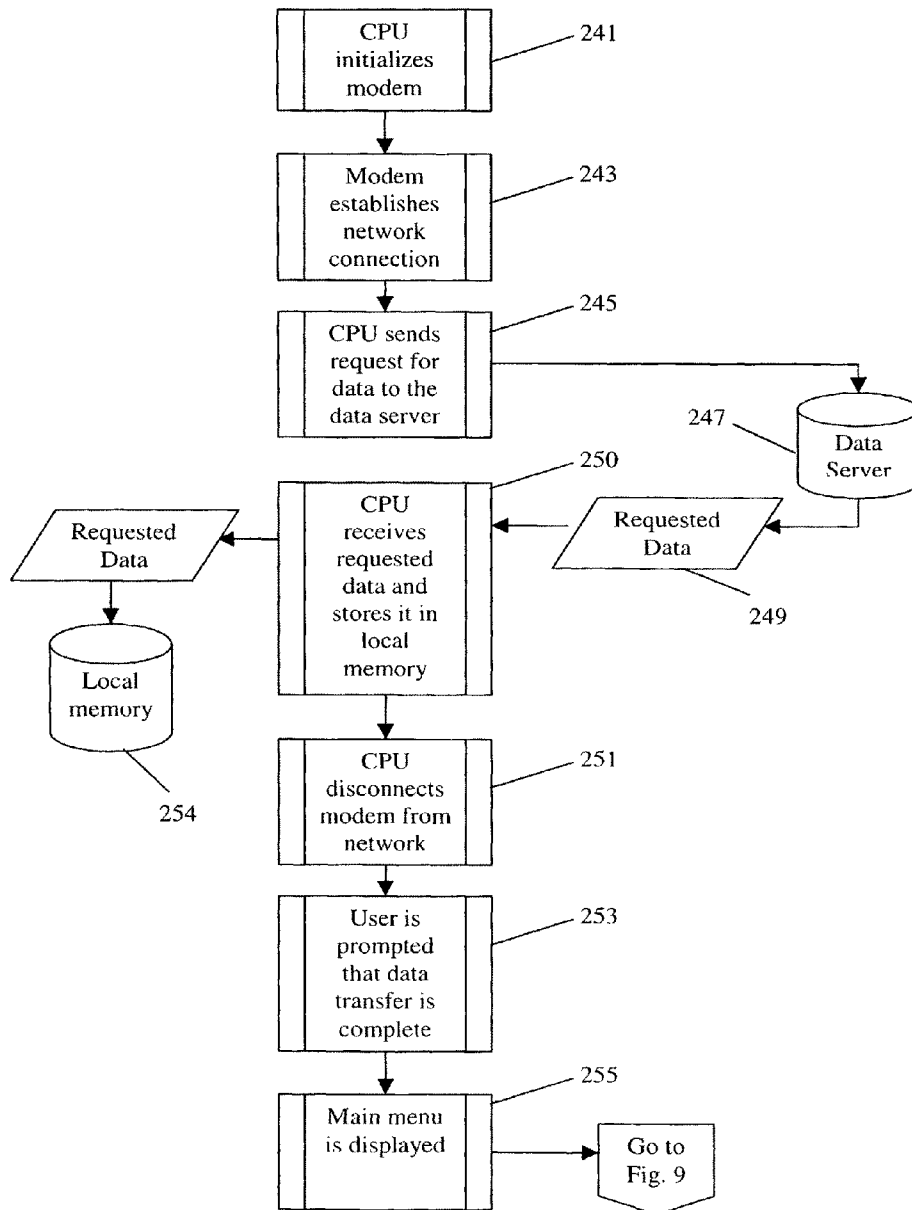 CPU
initializes
modem
241
Modem
establishes
network
connection
243
CPU sends
request for
data to the
data server
245
247
Data
Server
250
CPU
receives
requested
data and
stores it in
local
memory
Requested
Data
249
Requested
Data
Local
memory
254
CPU
disconnects
modem from
network
251
User is
prompted
that data
transfer is
complete
253
Main menu
is displayed
255
Go to
Fig. 9